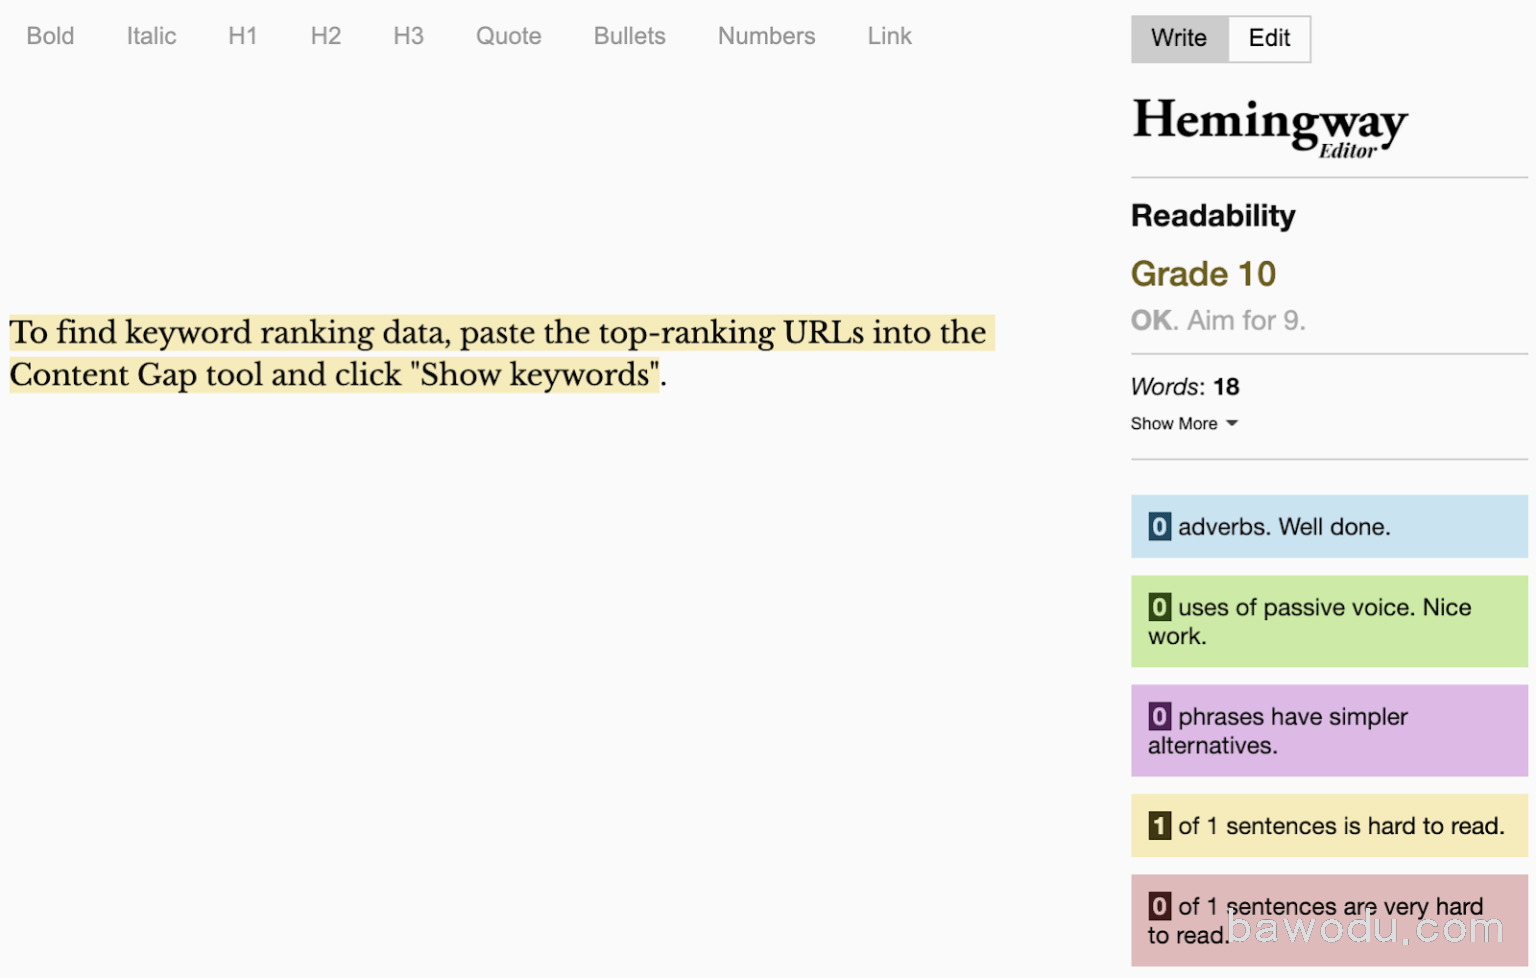 Bold Italic H1 H2 H3 Quote Bullets Numbers Link
Write Edit
Hemingway
Editor
Readability
Grade 10
OK. Aim for 9.
To find keyword ranking data, paste the top-ranking URLs into the
Content Gap tool and click "Show keywords".
Words: 18
Show More
0 adverbs. Well done.
0 uses of passive voice. Nice
work.
0 phrases have simpler
alternatives.
1 of 1 sentences is hard to read.
0 of 1 sentences are very hard
to read.
bawodu.com